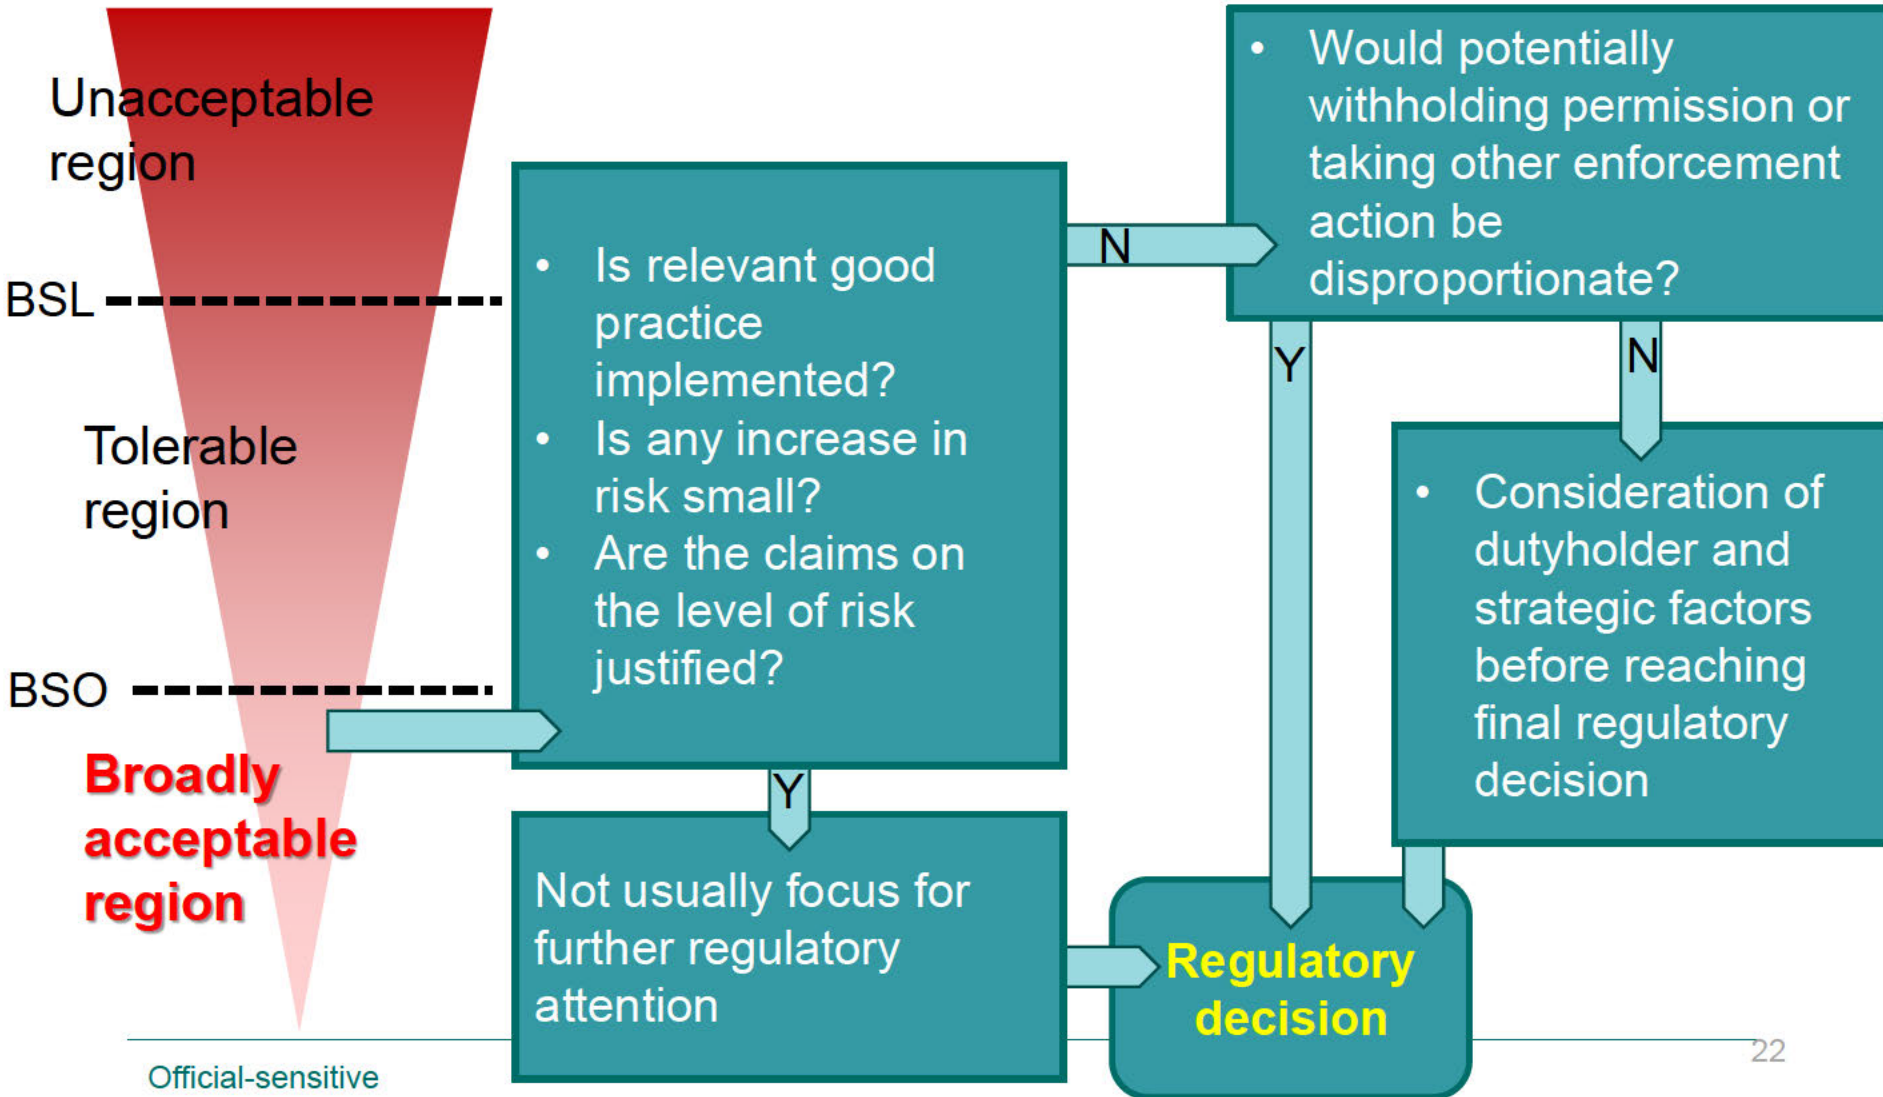 Unacceptable
region
BSL
Tolerable
region
BSO
Broadly
acceptable
region
• Is relevant good
practice
implemented?
• Is any increase in
risk small?
• Are the claims on
the level of risk
justified?
N
Y
Not usually focus for
further regulatory
attention
• Would potentially
withholding permission or
taking other enforcement
action be
disproportionate?
Y
N
• Consideration of
dutyholder and
strategic factors
before reaching
final regulatory
decision
Regulatory
decision
Official-sensitive
22